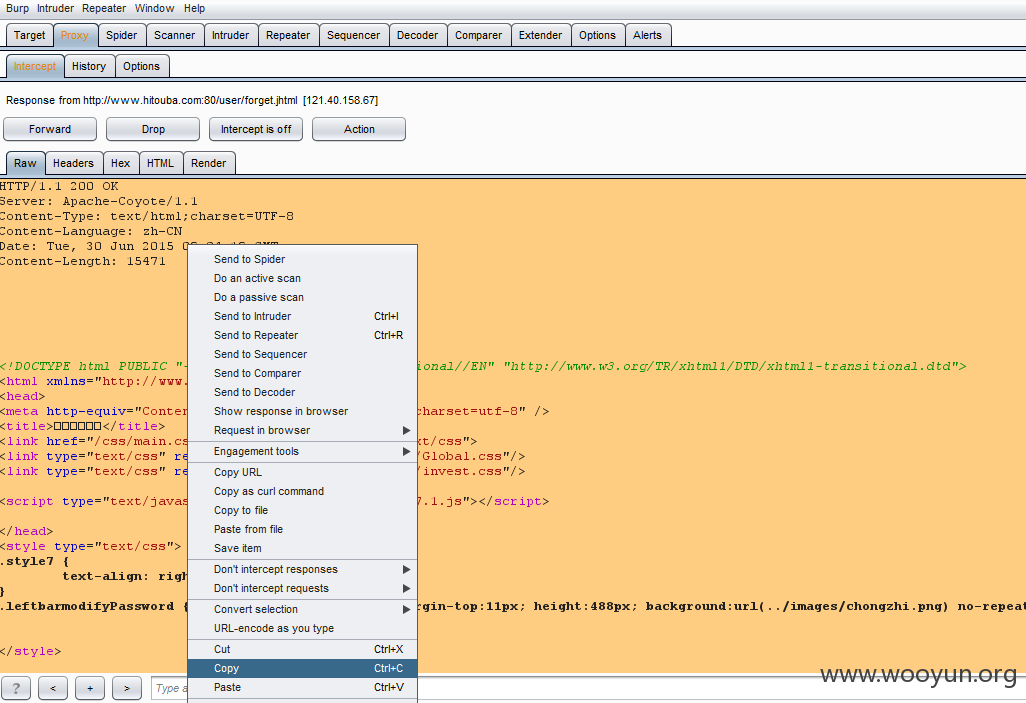 Burp Intruder Repeater Window Help
Target Proxy Spider Scanner Intruder Repeater Sequencer Decoder Comparer Extender Options Alerts
Intercept History Options
Response from http://www.hitouba.com:80/user/forget.jhtml [121.40.158.67]
Forward Drop Intercept is off Action
Raw Headers Hex HTML Render
HTTP/1.1 200 OK
Server: Apache-Coyote/1.1
Content-Type: text/html;charset=UTF-8
Content-Language: zh-CN
Date: Tue, 30 Jun 2015
Content-Length: 15471
<!DOCTYPE html PUBLIC "- ional//EN" "http://www.w3.org/TR/xhtml1/DTD/xhtml1-transitional.dtd">
<html xmlns="http://www.
<head>
<meta http-equiv="Conten charset=utf-8" />
<title>□□□□□□</title>
<link href="/css/main.cs xt/css">
<link type="text/css" re /Global.css"/>
<link type="text/css" re /invest.css"/>
<script type="text/javas 7.1.js"></script>
</head>
<style type="text/css">
.style7 {
text-align: righ
}
.leftbarmodifyPassword { rgin-top:11px; height:488px; background:url(../images/chongzhi.png) no-repeat
</style>
Send to Spider
Do an active scan
Do a passive scan
Send to Intruder Ctrl+I
Send to Repeater Ctrl+R
Send to Sequencer
Send to Comparer
Send to Decoder
Show response in browser
Request in browser
Engagement tools
Copy URL
Copy as curl command
Copy to file
Paste from file
Save item
Don't intercept responses
Don't intercept requests
Convert selection
URL-encode as you type
Cut Ctrl+X
Copy Ctrl+C
Paste Ctrl+V
? < + > Type a
www.wooyun.org